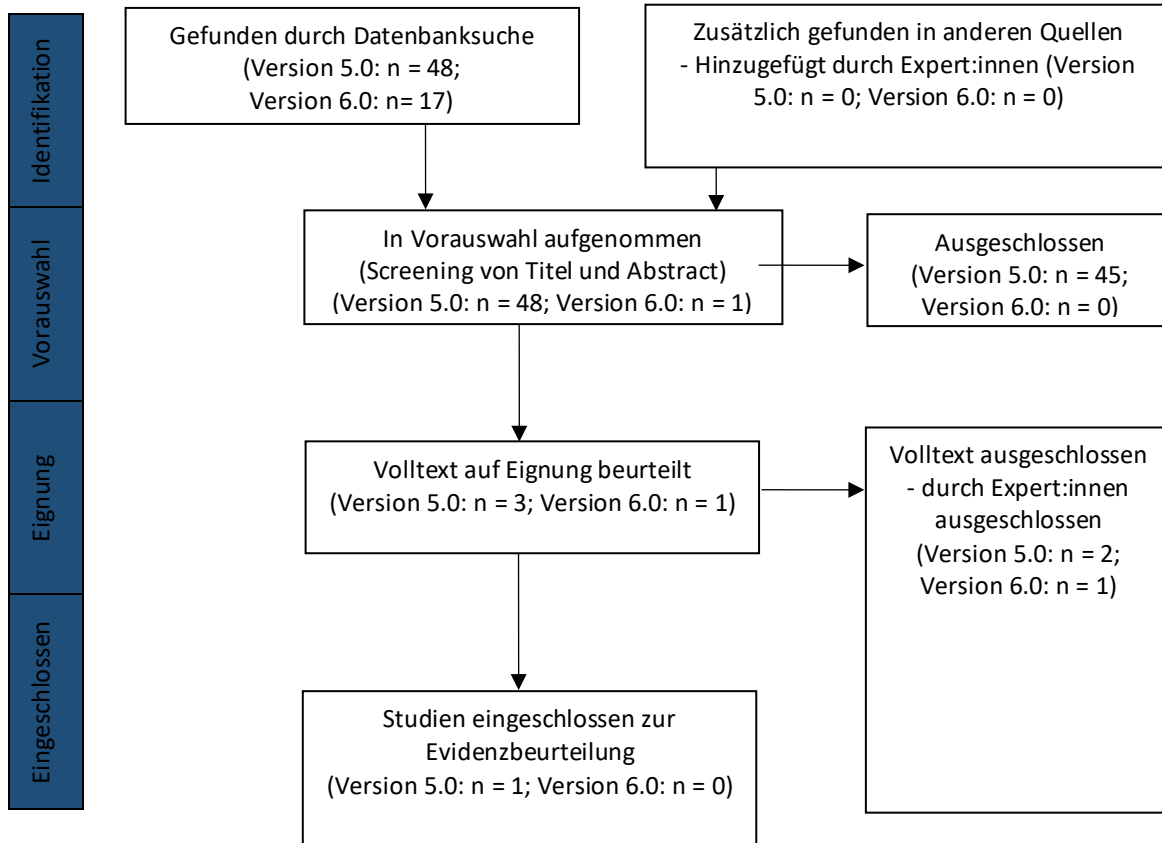 Identifikation
Gefunden durch Datenbanksuche
(Version 5.0: n = 48;
Version 6.0: n= 17)
Zusätzlich gefunden in anderen Quellen
- Hinzugefügt durch Expert:innen (Version
5.0: n = 0; Version 6.0: n = 0)
Vorauswahl
In Vorauswahl aufgenommen
(Screening von Titel und Abstract)
(Version 5.0: n = 48; Version 6.0: n = 1)
Ausgeschlossen
(Version 5.0: n = 45;
Version 6.0: n = 0)
Eignung
Volltext auf Eignung beurteilt
(Version 5.0: n = 3; Version 6.0: n = 1)
Volltext ausgeschlossen
- durch Expert:innen
ausgeschlossen
(Version 5.0: n = 2;
Version 6.0: n = 1)
Eingeschlossen
Studien eingeschlossen zur
Evidenzbeurteilung
(Version 5.0: n = 1; Version 6.0: n = 0)